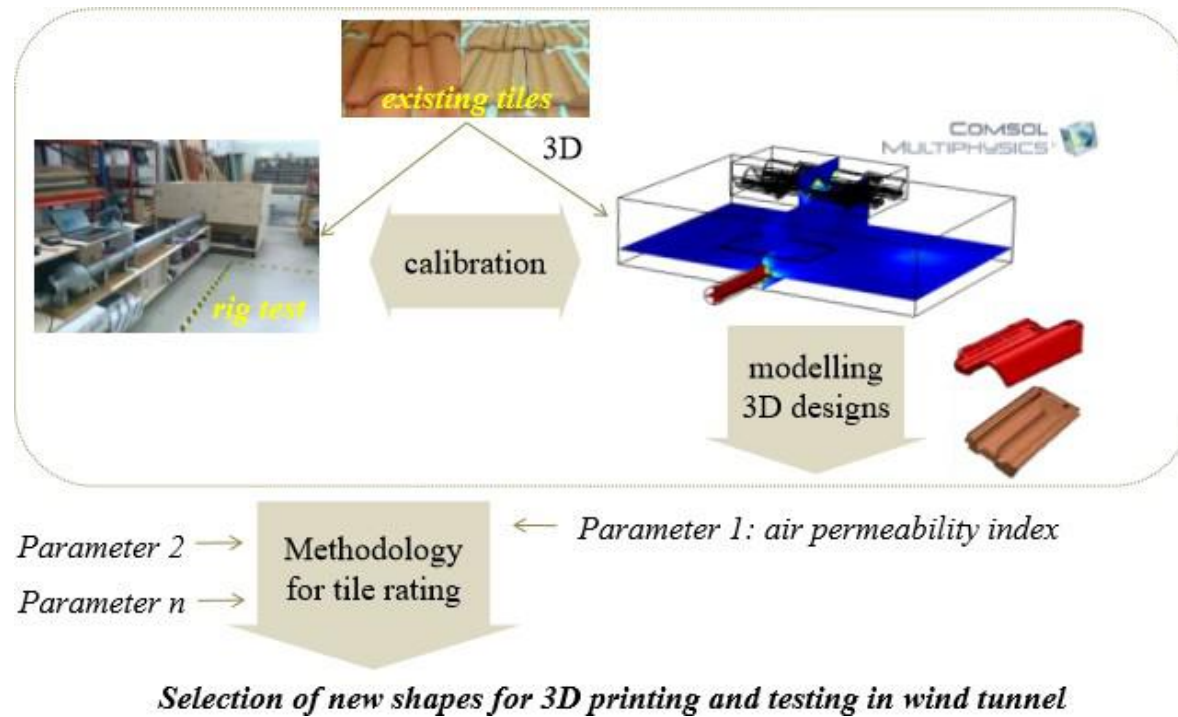 existing tiles
3D
COMSOL
MULTIPHYSICS
rig test
calibration
modelling
3D designs
Parameter 1: air permeability index
Parameter 2
Methodology
for tile rating
Parameter n
Selection of new shapes for 3D printing and testing in wind tunnel